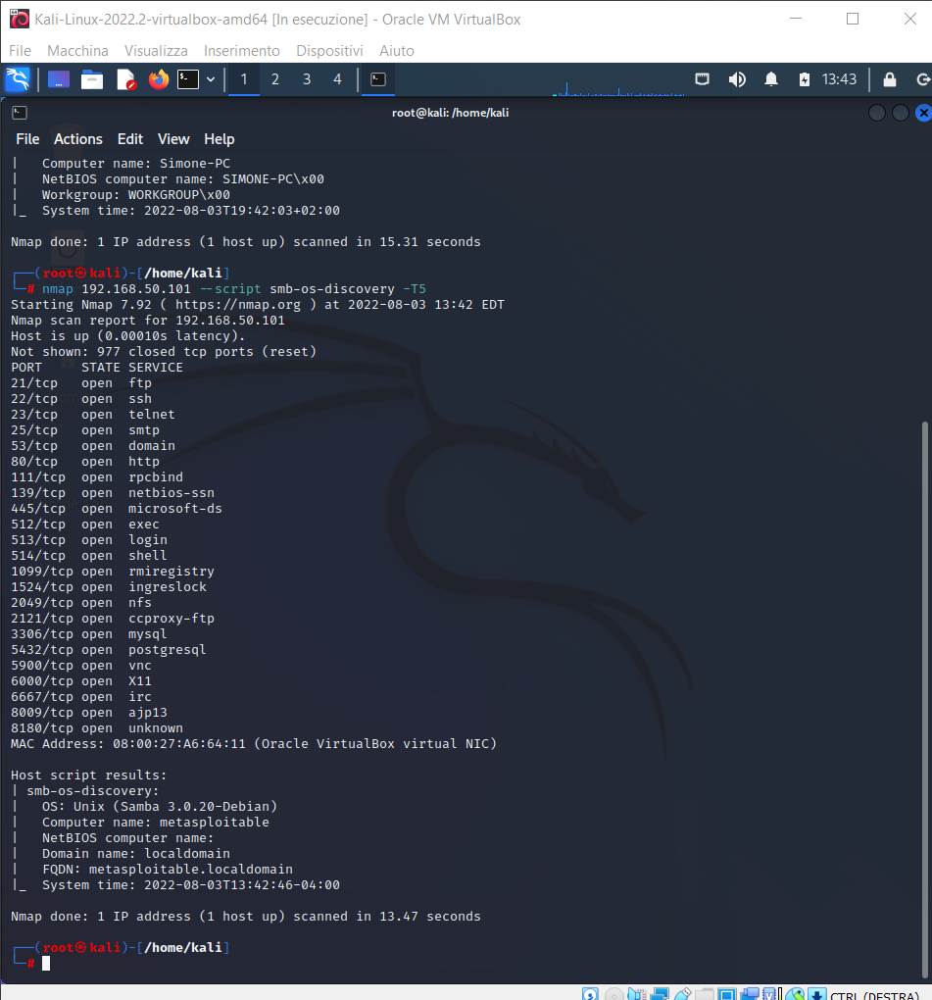 Kali-Linux-2022.2-virtualbox-amd64 [In esecuzione] - Oracle VM VirtualBox
File Macchina Visualizza Inserimento Dispositivi Aiuto
1 2 3 4 13:43
root@kali: /home/kali
File Actions Edit View Help
| Computer name: Simone-PC
| NetBIOS computer name: SIMONE-PC\x00
| Workgroup: WORKGROUP\x00
|_ System time: 2022-08-03T19:42:03+02:00
Nmap done: 1 IP address (1 host up) scanned in 15.31 seconds
┌──(root㉿kali)-[/home/kali]
└─# nmap 192.168.50.101 --script smb-os-discovery -T5
Starting Nmap 7.92 ( https://nmap.org ) at 2022-08-03 13:42 EDT
Nmap scan report for 192.168.50.101
Host is up (0.00010s latency).
Not shown: 977 closed tcp ports (reset)
PORT STATE SERVICE
21/tcp open ftp
22/tcp open ssh
23/tcp open telnet
25/tcp open smtp
53/tcp open domain
80/tcp open http
111/tcp open rpcbind
139/tcp open netbios-ssn
445/tcp open microsoft-ds
512/tcp open exec
513/tcp open login
514/tcp open shell
1099/tcp open rmiregistry
1524/tcp open ingreslock
2049/tcp open nfs
2121/tcp open ccproxy-ftp
3306/tcp open mysql
5432/tcp open postgresql
5900/tcp open vnc
6000/tcp open X11
6667/tcp open irc
8009/tcp open ajp13
8180/tcp open unknown
MAC Address: 08:00:27:A6:64:11 (Oracle VirtualBox virtual NIC)
Host script results:
| smb-os-discovery:
| OS: Unix (Samba 3.0.20-Debian)
| Computer name: metasploitable
| NetBIOS computer name:
| Domain name: localdomain
| FQDN: metasploitable.localdomain
|_ System time: 2022-08-03T13:42:46-04:00
Nmap done: 1 IP address (1 host up) scanned in 13.47 seconds
┌──(root㉿kali)-[/home/kali]
└─#
CTRL (DESTRA)